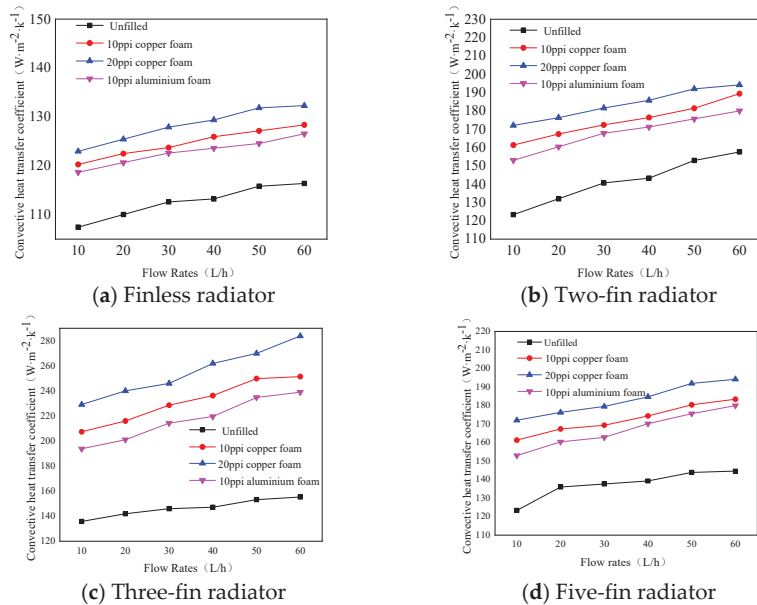 Convective heat transfer coefficient（W·m⁻²·k⁻¹）
150
140
130
120
110
Unfilled
10ppi copper foam
20ppi copper foam
10ppi aluminium foam
10 20 30 40 50 60
Flow Rates（L/h）
(a) Finless radiator
Convective heat transfer coefficient（W·m⁻²·k⁻¹）
230
220
210
200
190
180
170
160
150
140
130
120
110
Unfilled
10ppi copper foam
20ppi copper foam
10ppi aluminium foam
10 20 30 40 50 60
Flow Rates（L/h）
(b) Two-fin radiator
Convective heat transfer coefficient（W·m⁻²·k⁻¹）
280
260
240
220
200
180
160
140
120
Unfilled
10ppi copper foam
20ppi copper foam
10ppi aluminium foam
10 20 30 40 50 60
Flow Rates（L/h）
(c) Three-fin radiator
Convective heat transfer coefficient（W·m⁻²·k⁻¹）
220
210
200
190
180
170
160
150
140
130
120
110
Unfilled
10ppi copper foam
20ppi copper foam
10ppi aluminium foam
10 20 30 40 50 60
Flow rates（L/h）
(d) Five-fin radiator